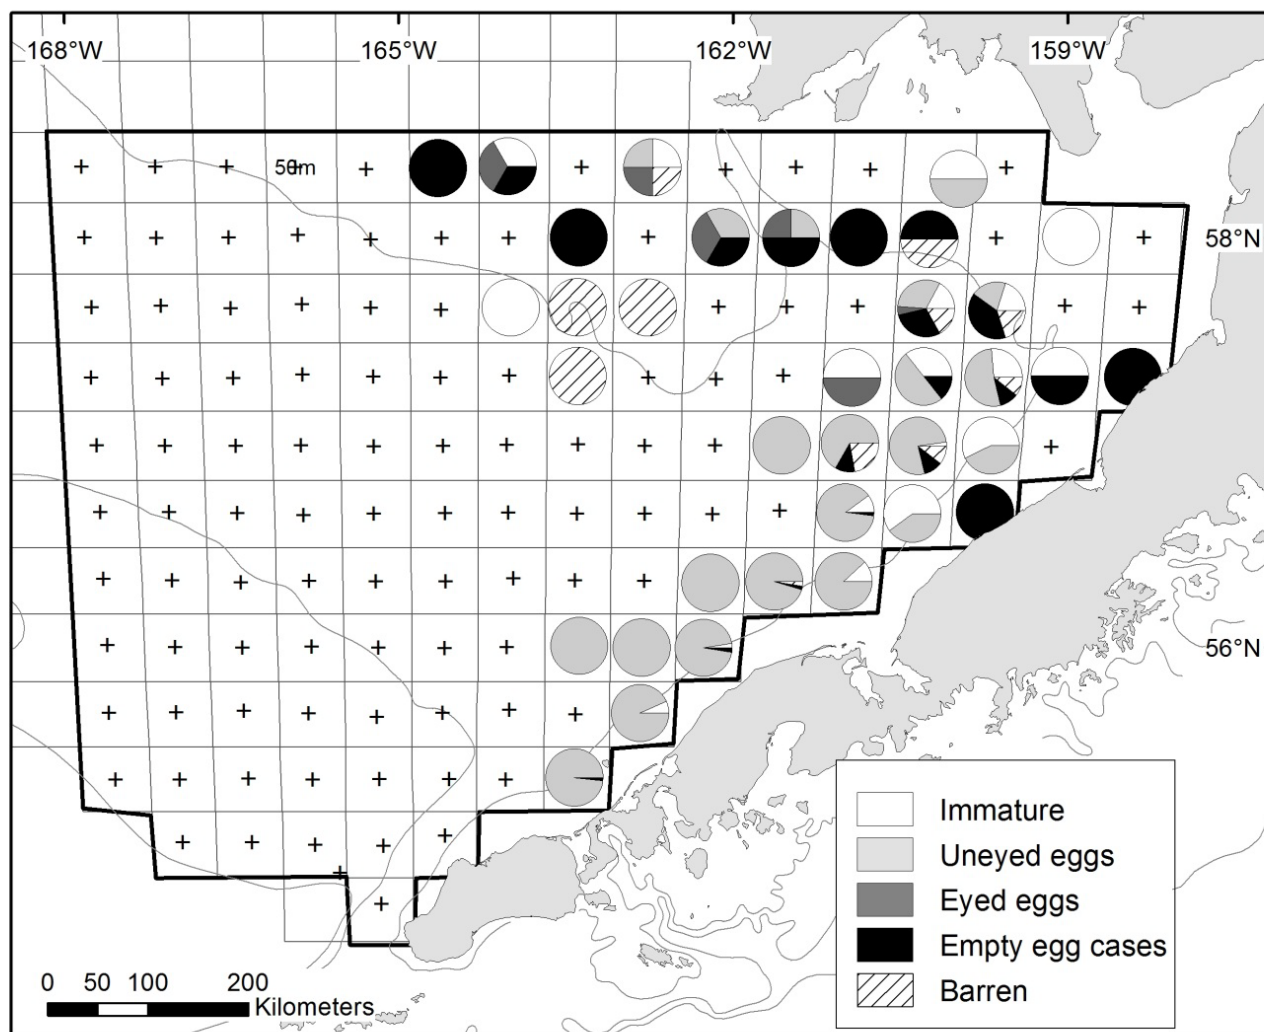 168°W 165°W 162°W 159°W
50m
58°N
56°N
Immature
Uneyed eggs
Eyed eggs
Empty egg cases
Barren
0 50 100 200
Kilometers